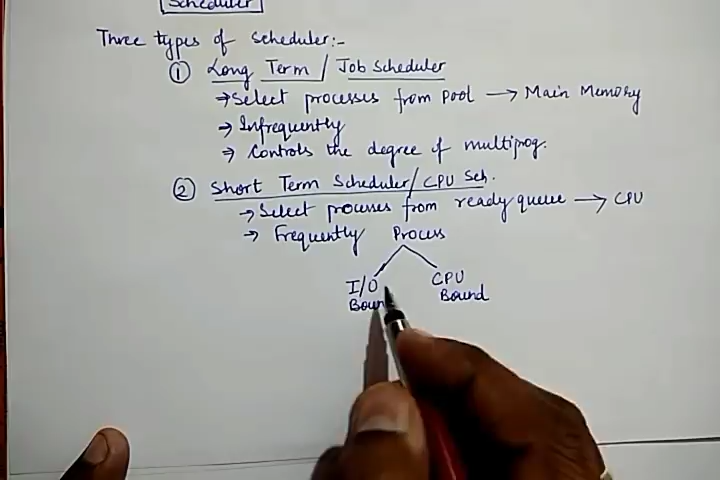 Scheduler
Three types of Scheduler:-
① Long Term / Job Scheduler
→ Select processes from Pool → Main Memory
→ Infrequently
→ Controls the degree of multiprog.
② Short Term Scheduler / CPU Sch.
→ Select processes from ready queue → CPU
→ Frequently Process
I/O CPU
Boun Bound